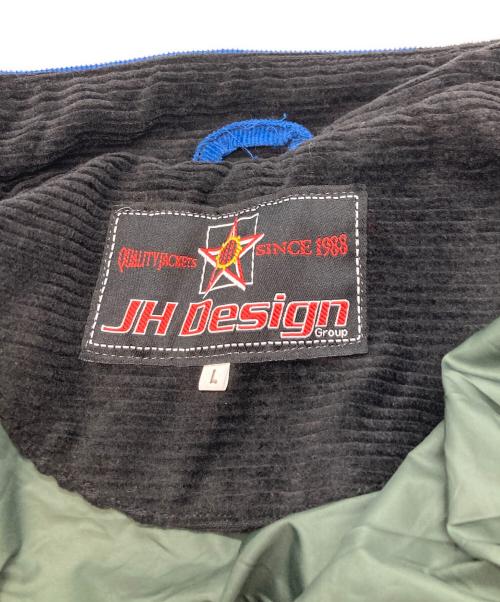 QUALITY JACKETS SINCE 1988
JH Design
Group
L